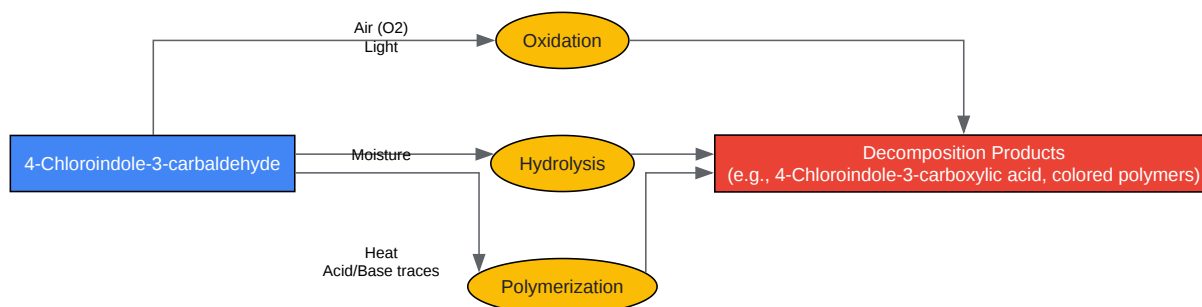 Air (O2)
Light
Oxidation
4-Chloroindole-3-carbaldehyde
Moisture
Hydrolysis
Decomposition Products
(e.g., 4-Chloroindole-3-carboxylic acid, colored polymers)
Heat
Acid/Base traces
Polymerization